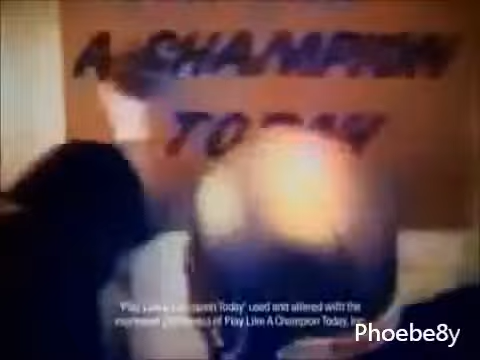 A CHAMPION
TODAY
"Play Like A Champion Today" used and altered with the
expressed permission of Play Like A Champion Today, Inc.
Phoebe8y